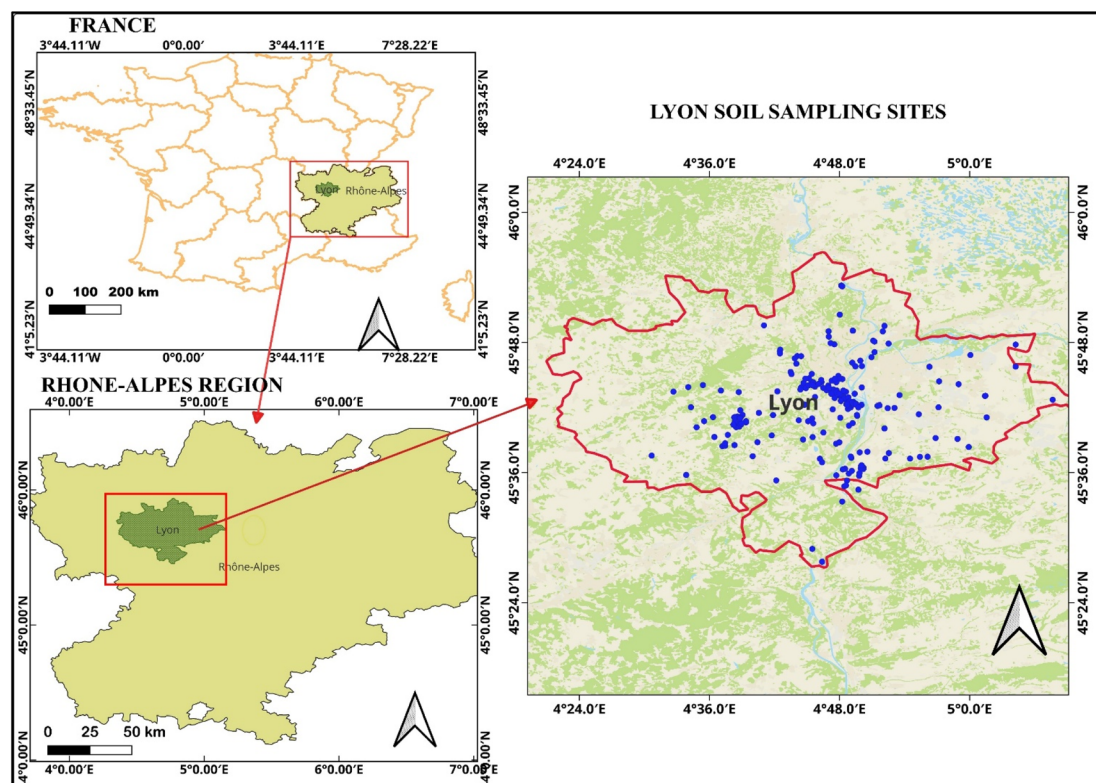 FRANCE
3°44.11′W 0°0.00′ 3°44.11′E 7°28.22′E
48°33.45′N
44°49.34′N
41°5.23′N
48°33.45′N
44°49.34′N
41°5.23′N
Lyon Rhône-Alpes
0 100 200 km
3°44.11′W 0°0.00′ 3°44.11′E 7°28.22′E
RHONE-ALPES REGION
4°0.00′E 5°0.00′E 6°0.00′E 7°0.00′E
46°0.00′N
45°0.00′N
46°0.00′N
45°0.00′N
Lyon
Rhône-Alpes
0 25 50 km
4°0.00′E 5°0.00′E 6°0.00′E
LYON SOIL SAMPLING SITES
4°24.0′E 4°36.0′E 4°48.0′E 5°0.0′E
46°0.0′N
45°48.0′N
45°36.0′N
45°24.0′N
46°0.0′N
45°48.0′N
45°36.0′N
45°24.0′N
Lyon
4°24.0′E 4°36.0′E 4°48.0′E 5°0.0′E